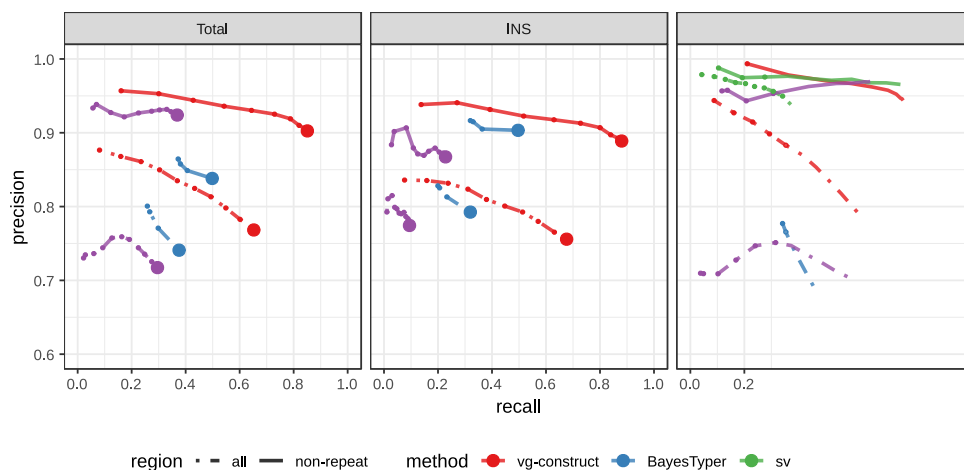 Total
INS
precision
1.0
0.9
0.8
0.7
0.6
0.0 0.2 0.4 0.6 0.8 1.0
0.0 0.2 0.4 0.6 0.8 1.0
0.2
recall
region all non-repeat method vg-construct BayesTyper sv